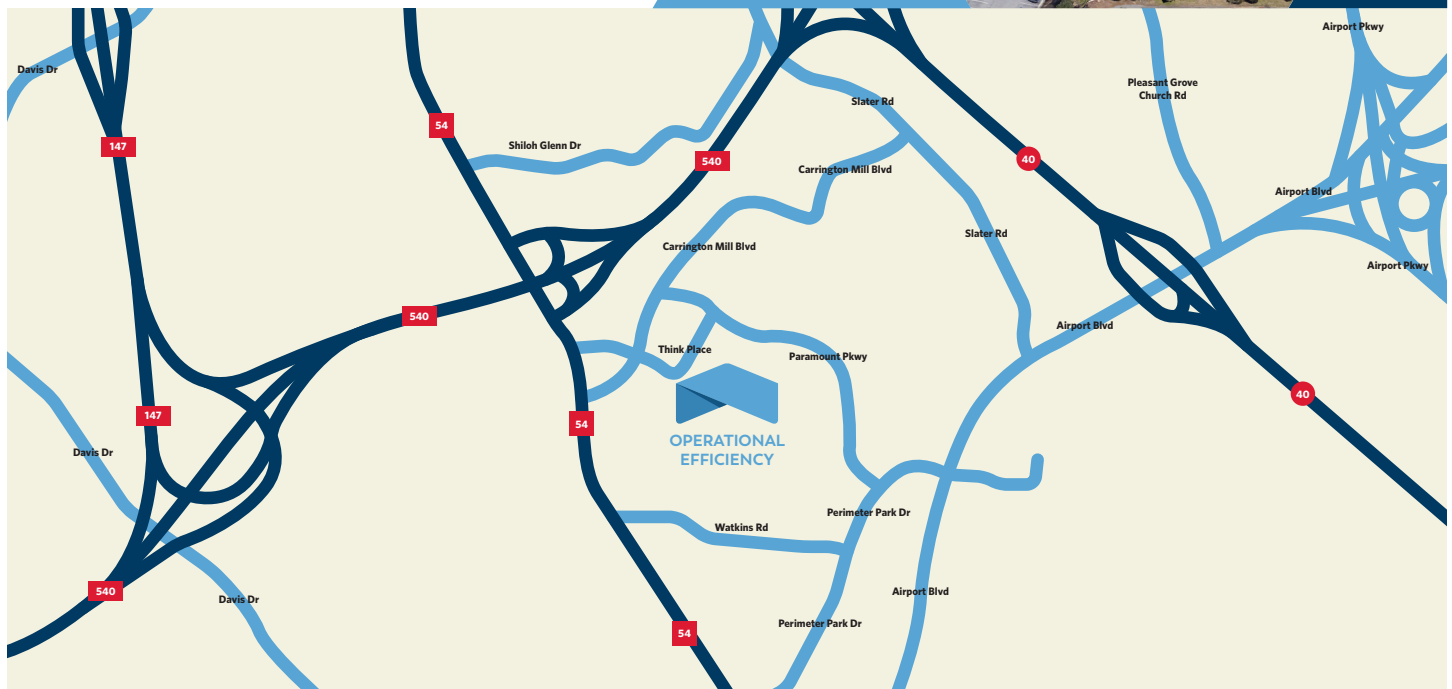 Airport Pkwy
Davis Dr
Pleasant Grove
Church Rd
Slater Rd
54
147
Shiloh Glenn Dr
540
40
Carrington Mill Blvd
Airport Blvd
Slater Rd
Carrington Mill Blvd
Airport Pkwy
540
Airport Blvd
Think Place
Paramount Pkwy
40
147
54
OPERATIONAL
EFFICIENCY
Davis Dr
Perimeter Park Dr
Watkins Rd
540
Airport Blvd
Davis Dr
Perimeter Park Dr
54